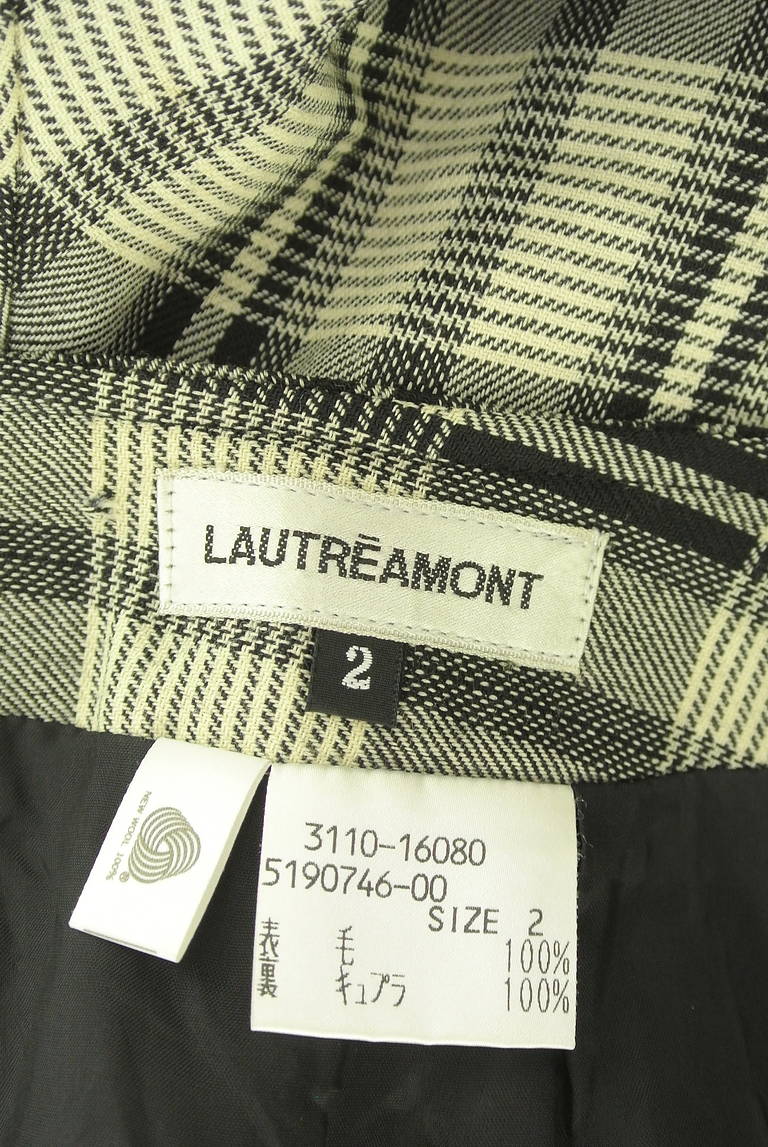 LAUTRĒAMONT
2
NEW WOOL 100%
®
3110-16080
5190746-00
SIZE 2
表 毛 100%
裏 キュプラ 100%